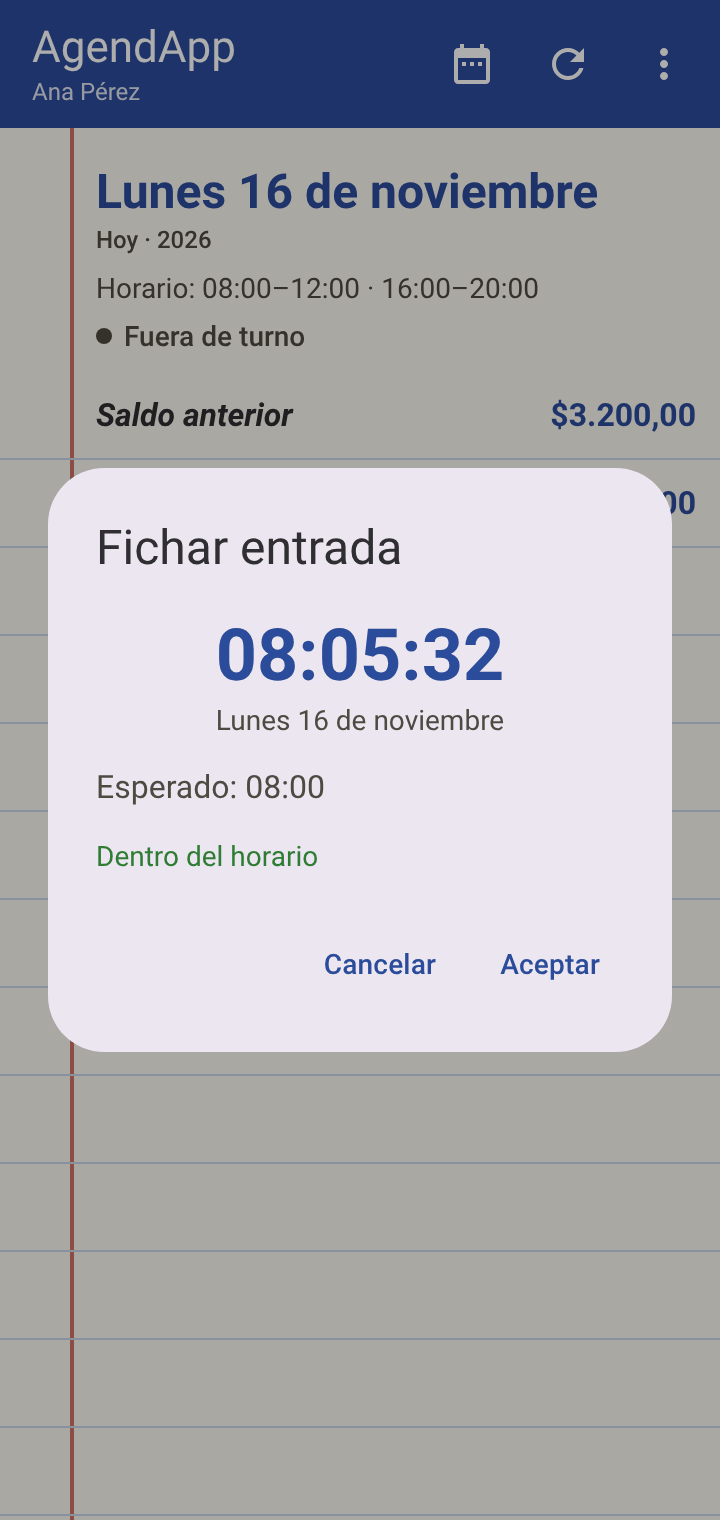 AgendApp
Ana Pérez
Lunes 16 de noviembre
Hoy · 2026
Horario: 08:00–12:00 · 16:00–20:00
Fuera de turno
Saldo anterior $3.200,00
Fichar entrada
08:05:32
Lunes 16 de noviembre
Esperado: 08:00
Dentro del horario
Cancelar Aceptar